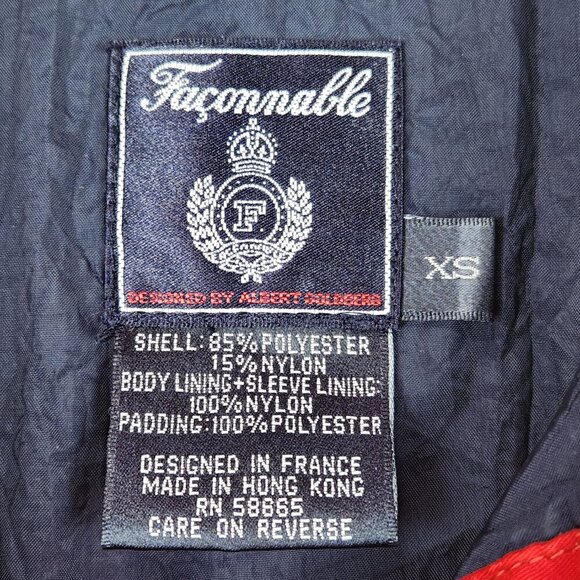 Façonnable
F
DESIGNED BY ALBERT GOLDBERG
XS
SHELL: 85% POLYESTER
15% NYLON
BODY LINING+SLEEVE LINING:
100% NYLON
PADDING:100% POLYESTER
DESIGNED IN FRANCE
MADE IN HONG KONG
RN 58665
CARE ON REVERSE